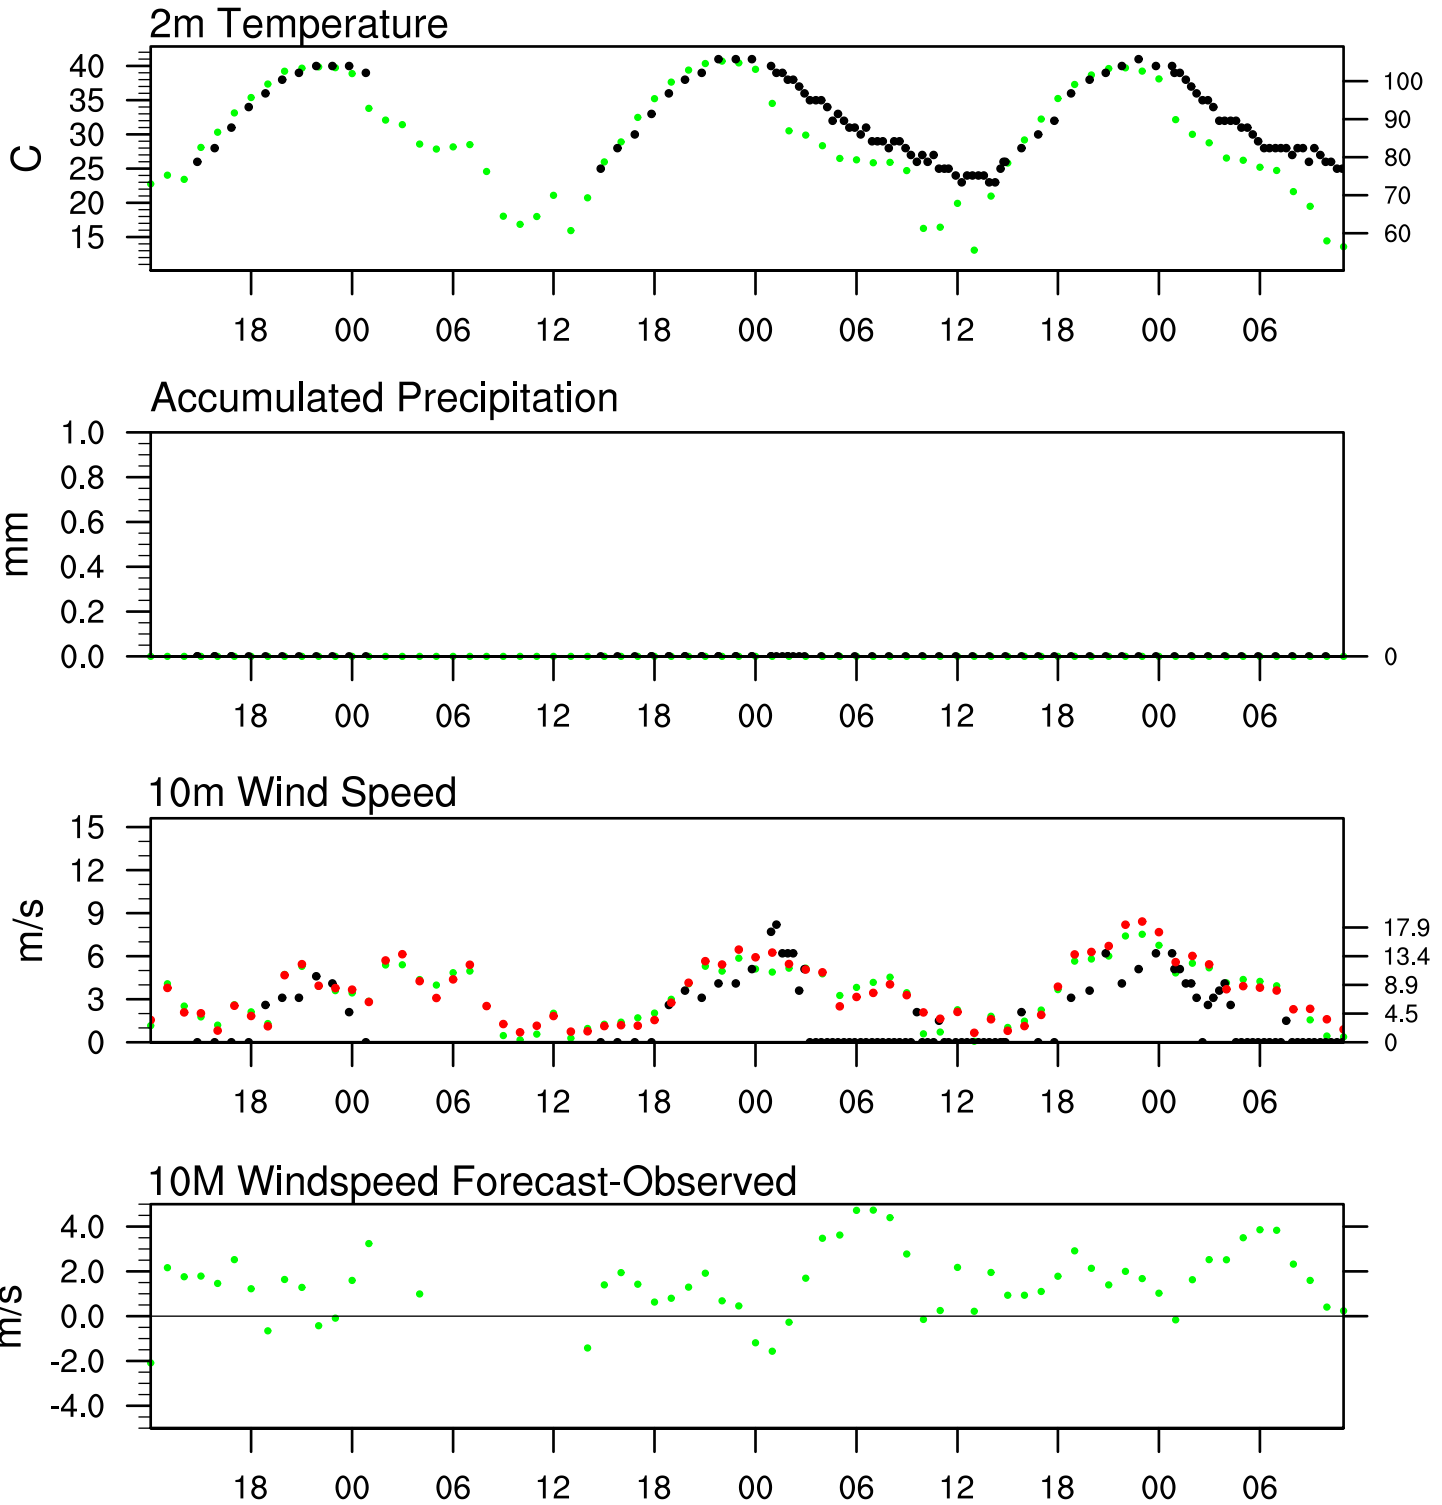 2m Temperature
40
35
30
25
20
15
C
100
90
80
70
60
18 00 06 12 18 00 06 12 18 00 06
Accumulated Precipitation
1.0
0.8
0.6
0.4
0.2
0.0
mm
0
18 00 06 12 18 00 06 12 18 00 06
10m Wind Speed
15
12
9
6
3
0
m/s
17.9
13.4
8.9
4.5
0
18 00 06 12 18 00 06 12 18 00 06
10M Windspeed Forecast-Observed
4.0
2.0
0.0
-2.0
-4.0
m/s
18 00 06 12 18 00 06 12 18 00 06